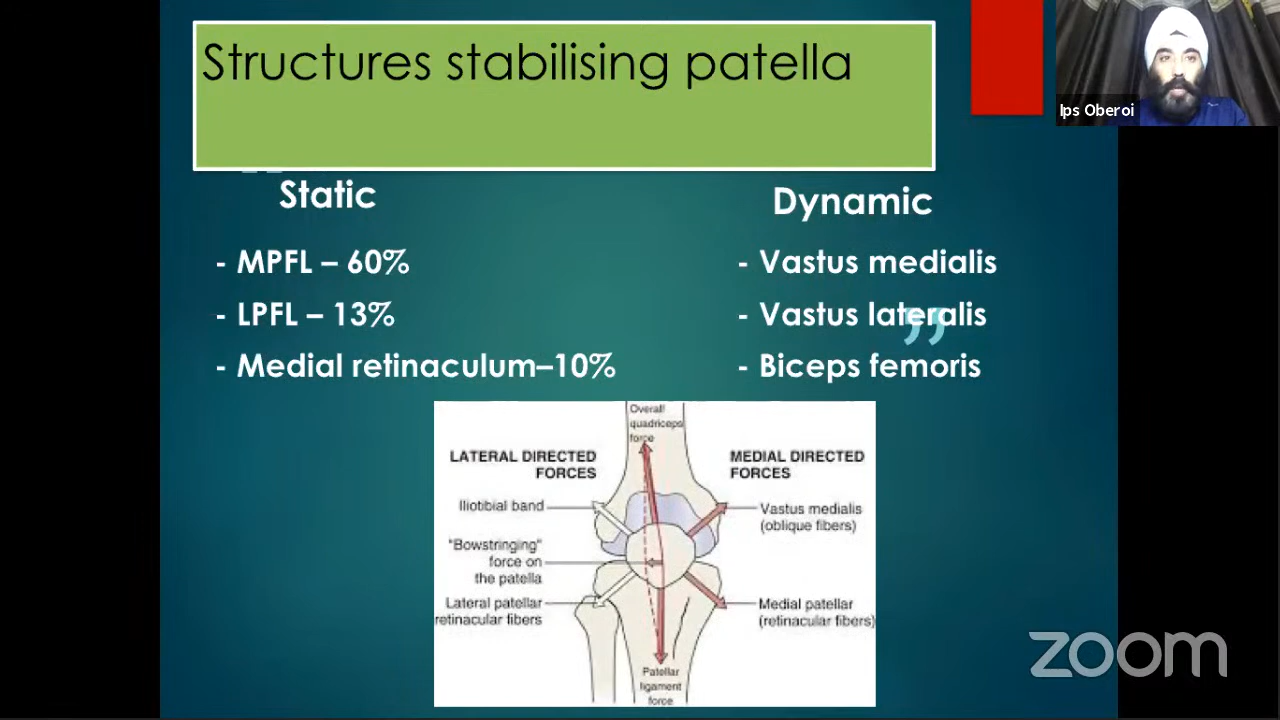 Structures stabilising patella
Ips Oberoi
Static
- MPFL – 60%
- LPFL – 13%
- Medial retinaculum–10%
Dynamic
- Vastus medialis
- Vastus lateralis
- Biceps femoris
”
Overall
quadriceps
force
LATERAL DIRECTED
FORCES
Iliotibial band
"Bowstringing"
force on
the patella
Lateral patellar
retinacular fibers
MEDIAL DIRECTED
FORCES
Vastus medialis
(oblique fibers)
Medial patellar
(retinacular fibers)
Patellar
ligament
force
zoom